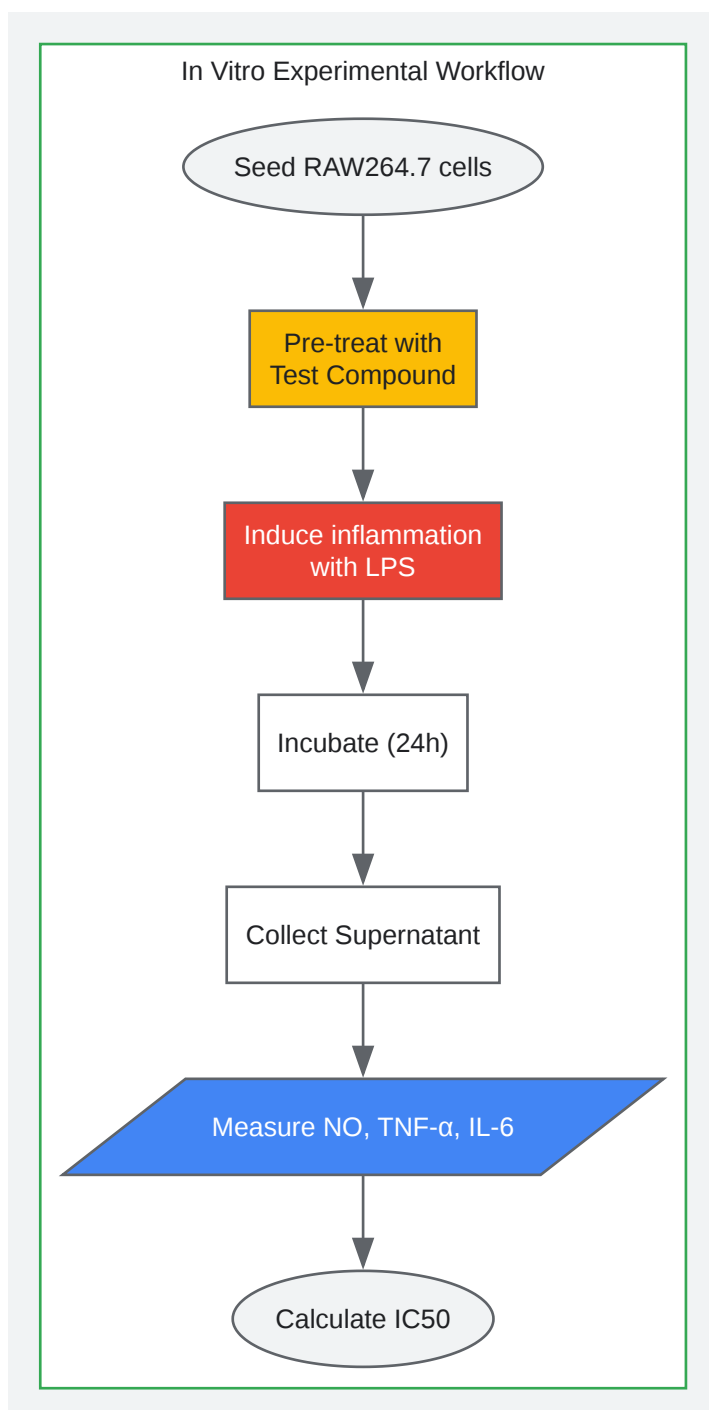 In Vitro Experimental Workflow
Seed RAW264.7 cells
Pre-treat with
Test Compound
Induce inflammation
with LPS
Incubate (24h)
Collect Supernatant
Measure NO, TNF-α, IL-6
Calculate IC50